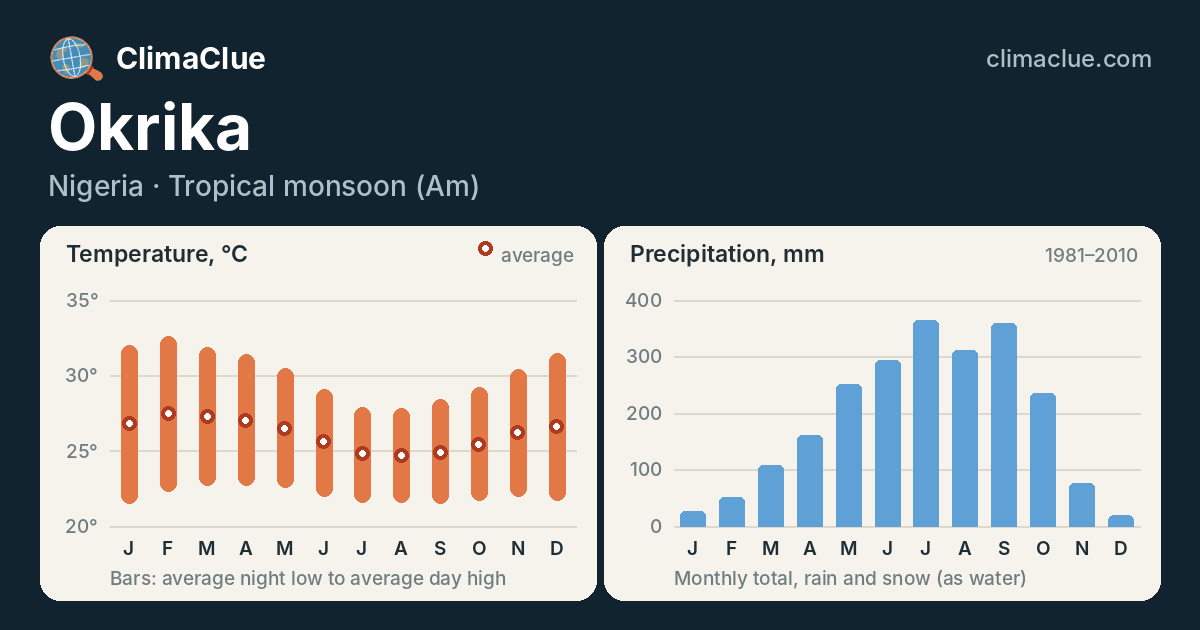 ClimaClue
climaclue.com
Okrika
Nigeria · Tropical monsoon (Am)
Temperature, °C
average
35°
30°
25°
20°
J F M A M J J A S O N D
Bars: average night low to average day high
Precipitation, mm
1981–2010
400
300
200
100
0
J F M A M J J A S O N D
Monthly total, rain and snow (as water)